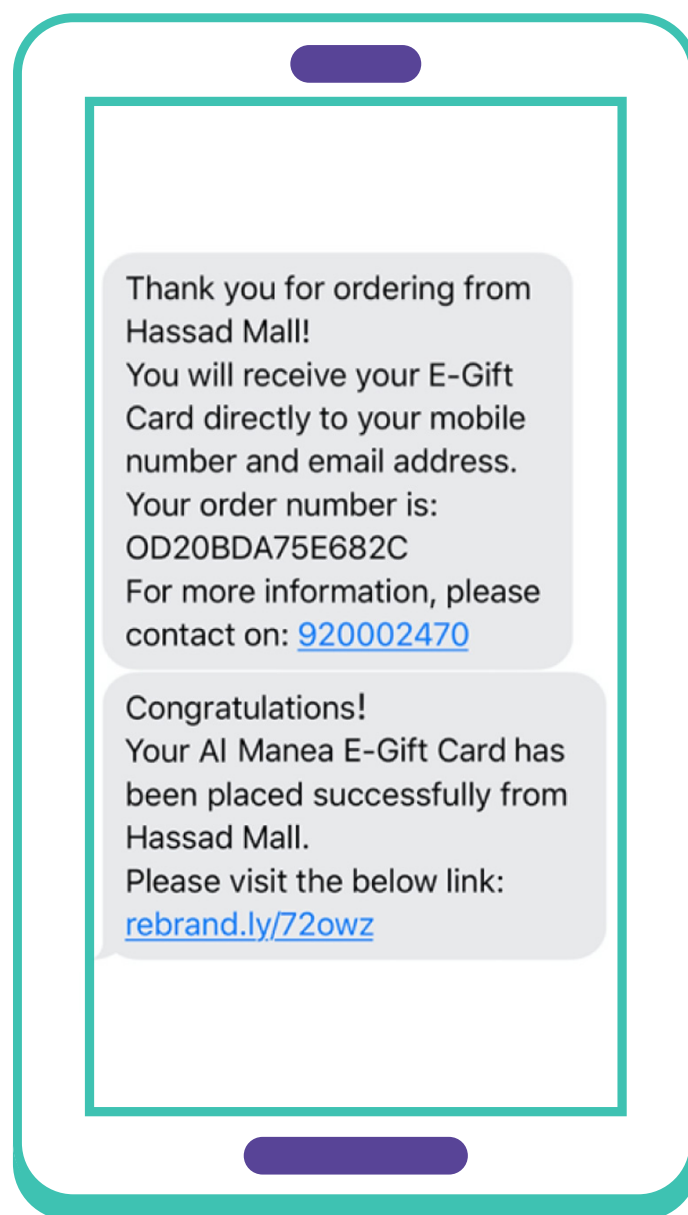 Thank you for ordering from
Hassad Mall!
You will receive your E-Gift
Card directly to your mobile
number and email address.
Your order number is:
OD20BDA75E682C
For more information, please
contact on: 920002470
Congratulations!
Your Al Manea E-Gift Card has
been placed successfully from
Hassad Mall.
Please visit the below link:
rebrand.ly/72owz